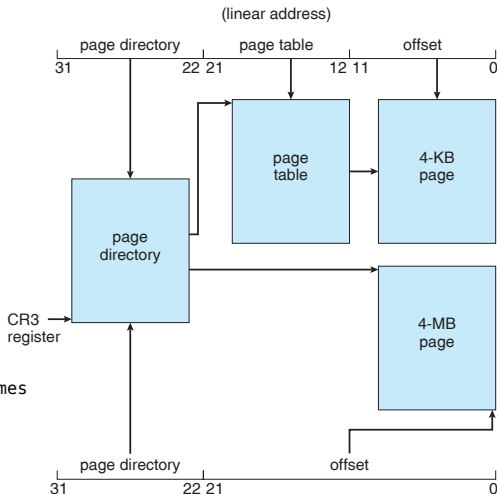 (linear address)
page directory page table offset
31 22 21 12 11 0
page
table
4-KB
page
page
directory
CR3
register
4-MB
page
mes
page directory offset
31 22 21 0